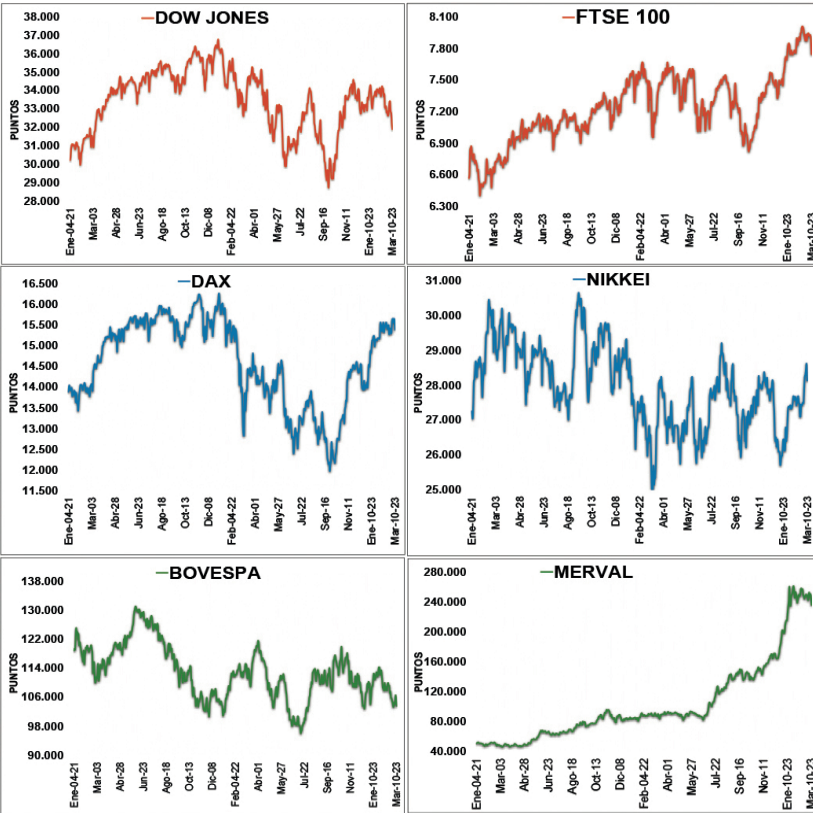 DOW JONES
PUNTOS
38.000
37.000
36.000
35.000
34.000
33.000
32.000
31.000
30.000
29.000
28.000
Ene-04-21
Mar-03
Abr-28
Jun-23
Ago-18
Oct-13
Dic-08
Feb-04-22
Abr-01
May-27
Jul-22
Sep-16
Nov-11
Ene-10-23
Mar-10-23
FTSE 100
PUNTOS
8.100
7.800
7.500
7.200
6.900
6.600
6.300
Ene-04-21
Mar-03
Abr-28
Jun-23
Ago-18
Oct-13
Dic-08
Feb-04-22
Abr-01
May-27
Jul-22
Sep-16
Nov-11
Ene-10-23
Mar-10-23
DAX
PUNTOS
16.500
16.000
15.500
15.000
14.500
14.000
13.500
13.000
12.500
12.000
11.500
Ene-04-21
Mar-03
Abr-28
Jun-23
Ago-18
Oct-13
Dic-08
Feb-04-22
Abr-01
May-27
Jul-22
Sep-16
Nov-11
Ene-10-23
Mar-10-23
NIKKEI
PUNTOS
31.000
30.000
29.000
28.000
27.000
26.000
25.000
Ene-04-21
Mar-03
Abr-28
Jun-23
Ago-18
Oct-13
Dic-08
Feb-04-22
Abr-01
May-27
Jul-22
Sep-16
Nov-11
Ene-10-23
Mar-10-23
BOVESPA
PUNTOS
138.000
130.000
122.000
114.000
106.000
98.000
90.000
Ene-04-21
Mar-03
Abr-28
Jun-23
Ago-18
Oct-13
Dic-08
Feb-04-22
Abr-01
May-27
Jul-22
Sep-16
Nov-11
Ene-10-23
Mar-10-23
MERVAL
PUNTOS
280.000
240.000
200.000
160.000
120.000
80.000
40.000
Ene-04-21
Mar-03
Abr-28
Jun-23
Ago-18
Oct-13
Dic-08
Feb-04-22
Abr-01
May-27
Jul-22
Sep-16
Nov-11
Ene-10-23
Mar-10-23